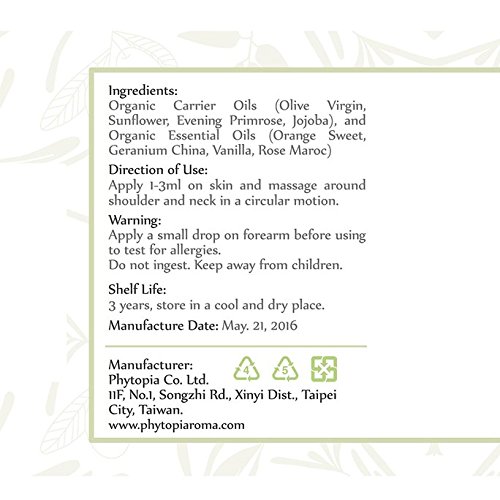 Ingredients:
Organic Carrier Oils (Olive Virgin,
Sunflower, Evening Primrose, Jojoba), and
Organic Essential Oils (Orange Sweet,
Geranium China, Vanilla, Rose Maroc)
Direction of Use:
Apply 1-3ml on skin and massage around
shoulder and neck in a circular motion.
Warning:
Apply a small drop on forearm before using
to test for allergies.
Do not ingest. Keep away from children.
Shelf Life:
3 years, store in a cool and dry place.
Manufacture Date: May. 21, 2016
Manufacturer:
4 5
Phytopia Co. Ltd.
11F, No.1, Songzhi Rd., Xinyi Dist., Taipei
City, Taiwan.
www.phytopiaroma.com